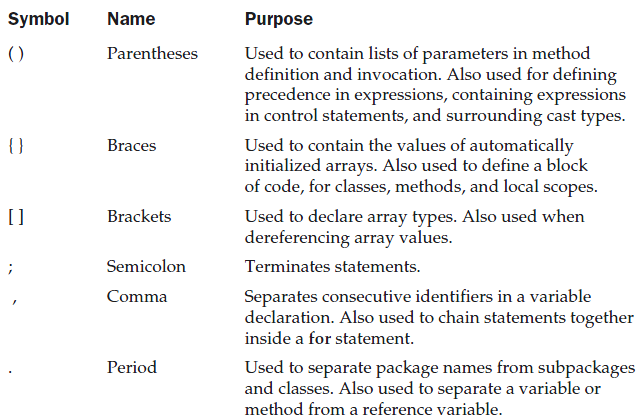 Symbol Name Purpose
( ) Parentheses Used to contain lists of parameters in method
definition and invocation. Also used for defining
precedence in expressions, containing expressions
in control statements, and surrounding cast types.
{ } Braces Used to contain the values of automatically
initialized arrays. Also used to define a block
of code, for classes, methods, and local scopes.
[ ] Brackets Used to declare array types. Also used when
dereferencing array values.
; Semicolon Terminates statements.
, Comma Separates consecutive identifiers in a variable
declaration. Also used to chain statements together
inside a for statement.
. Period Used to separate package names from subpackages
and classes. Also used to separate a variable or
method from a reference variable.